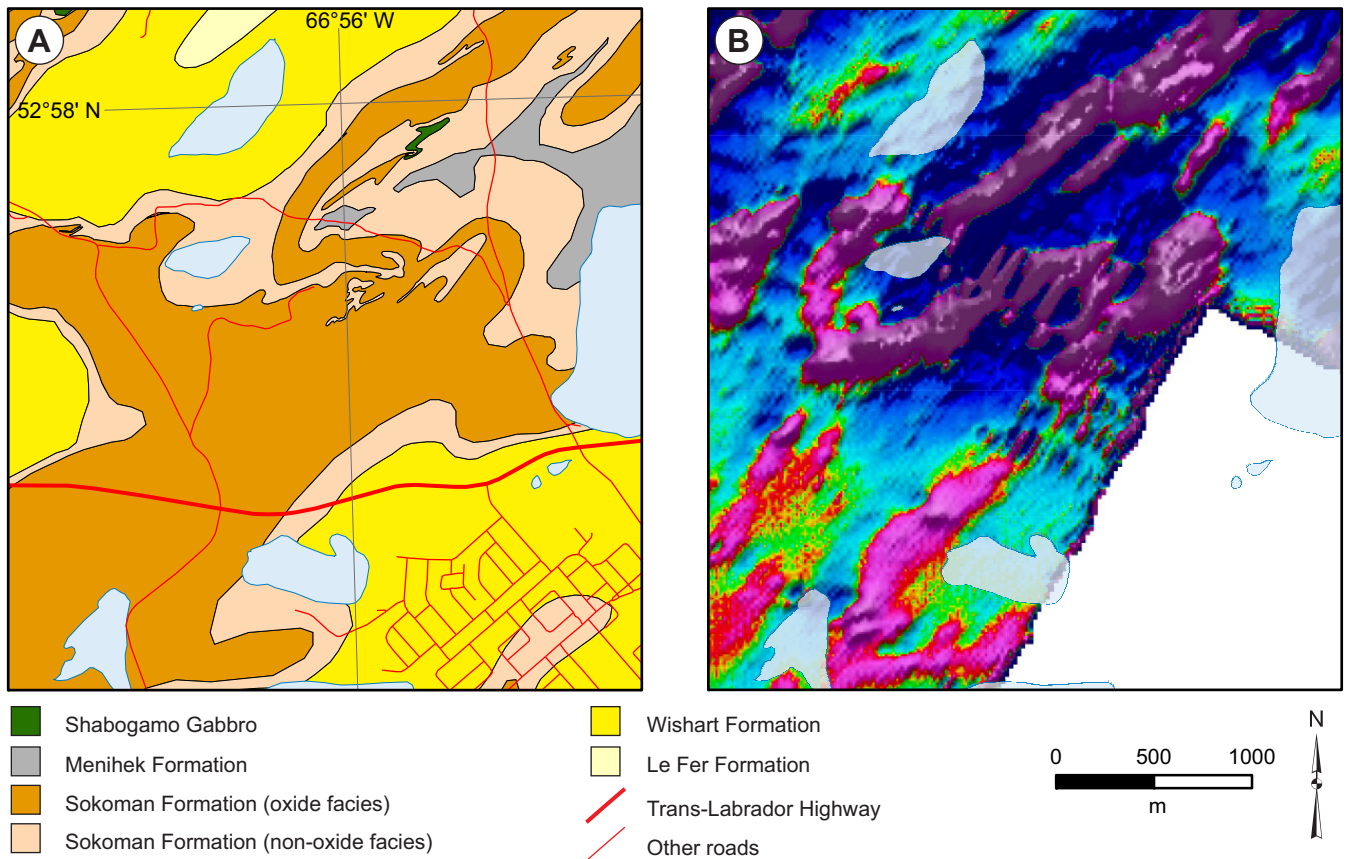 A
66°56' W
52°58' N
B
Shabogamo Gabbro
Menihek Formation
Sokoman Formation (oxide facies)
Sokoman Formation (non-oxide facies)
Wishart Formation
Le Fer Formation
Trans-Labrador Highway
Other roads
0 500 1000
m
N